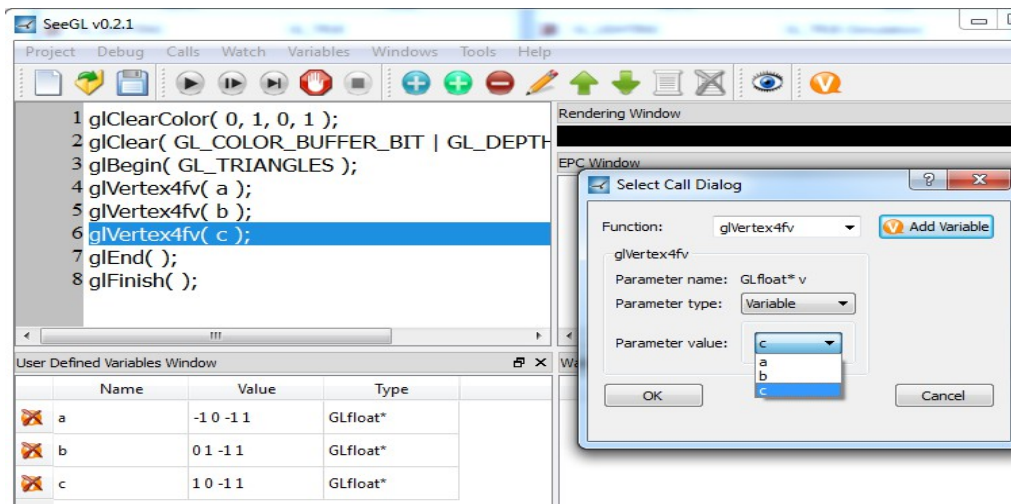 SeeGL v0.2.1
Project Debug Calls Watch Variables Windows Tools Help
1 glClearColor( 0, 1, 0, 1 );
2 glClear( GL_COLOR_BUFFER_BIT | GL_DEPTH
3 glBegin( GL_TRIANGLES );
4 glVertex4fv( a );
5 glVertex4fv( b );
6 glVertex4fv( c );
7 glEnd( );
8 glFinish( );
Rendering Window
EPC Window
Select Call Dialog
Function: glVertex4fv V Add Variable
glVertex4fv
Parameter name: GLfloat* v
Parameter type: Variable
Parameter value: c
a
b
c
OK Cancel
User Defined Variables Window
Wa
Name Value Type
a -1 0 -1 1 GLfloat*
b 0 1 -1 1 GLfloat*
c 1 0 -1 1 GLfloat*